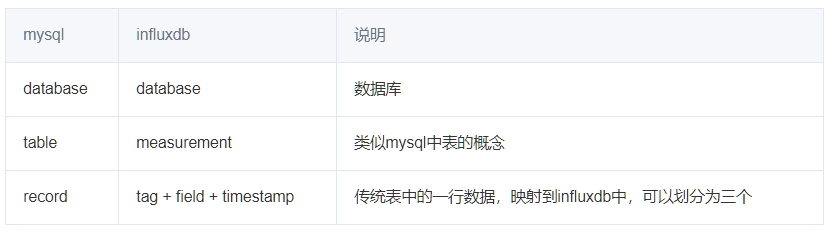 mysql influxdb 说明
database database 数据库
table measurement 类似mysql中表的概念
record tag + field + timestamp 传统表中的一行数据，映射到influxdb中，可以划分为三个